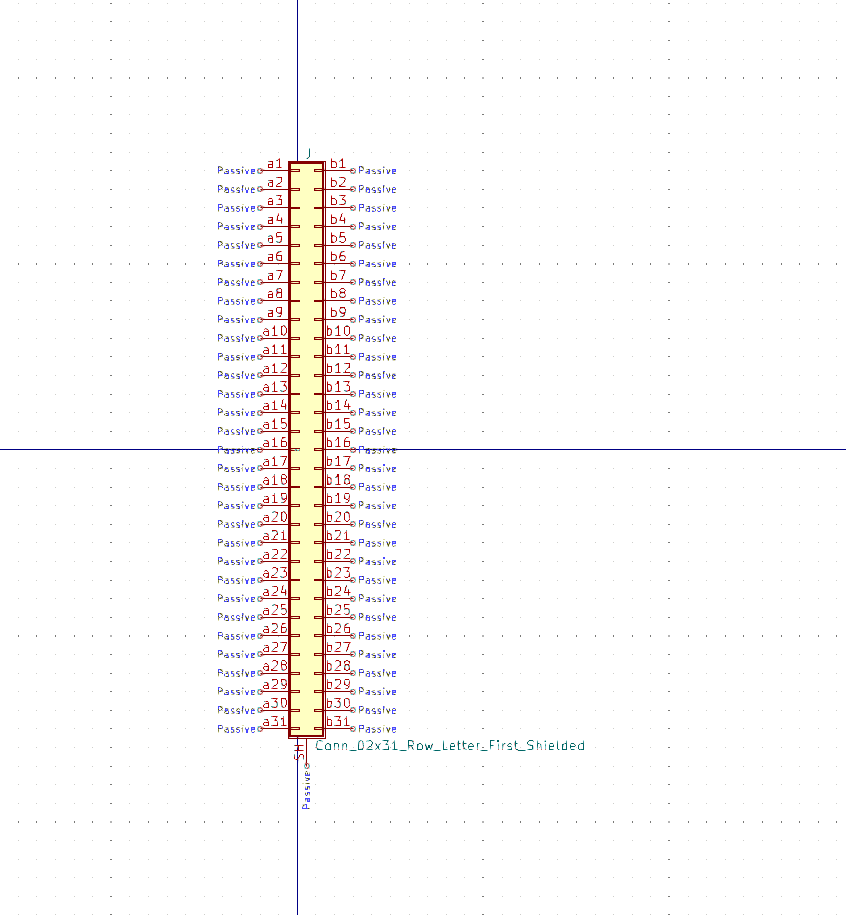 J
Passive a1 b1 Passive
Passive a2 b2 Passive
Passive a3 b3 Passive
Passive a4 b4 Passive
Passive a5 b5 Passive
Passive a6 b6 Passive
Passive a7 b7 Passive
Passive a8 b8 Passive
Passive a9 b9 Passive
Passive a10 b10 Passive
Passive a11 b11 Passive
Passive a12 b12 Passive
Passive a13 b13 Passive
Passive a14 b14 Passive
Passive a15 b15 Passive
Passive a16 b16 Passive
Passive a17 b17 Passive
Passive a18 b18 Passive
Passive a19 b19 Passive
Passive a20 b20 Passive
Passive a21 b21 Passive
Passive a22 b22 Passive
Passive a23 b23 Passive
Passive a24 b24 Passive
Passive a25 b25 Passive
Passive a26 b26 Passive
Passive a27 b27 Passive
Passive a28 b28 Passive
Passive a29 b29 Passive
Passive a30 b30 Passive
Passive a31 b31 Passive
SH
Conn_02x31_Row_Letter_First_Shielded
Passive